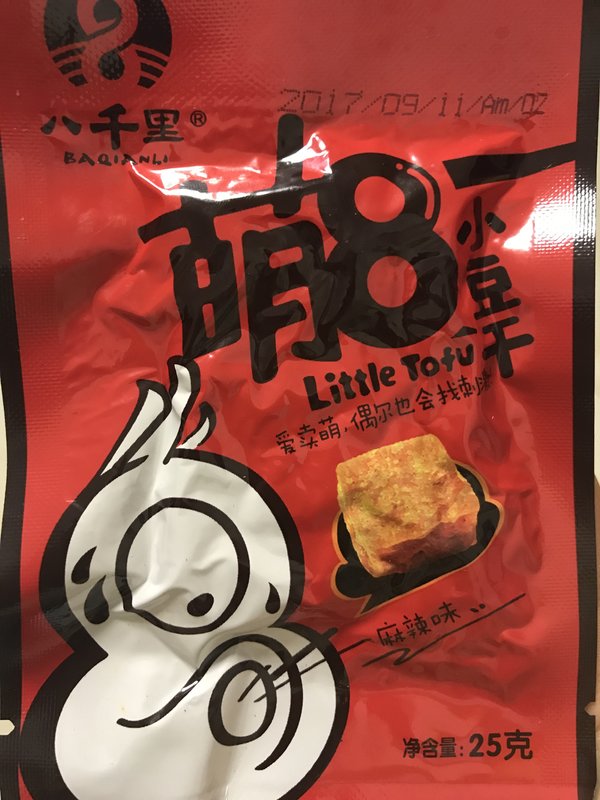 2017/09/11/Am/02
八千里®
BAQIANLI
萌8
小豆干
Little Tofu
爱卖萌,偶尔也会找刺激
麻辣味
净含量:25克